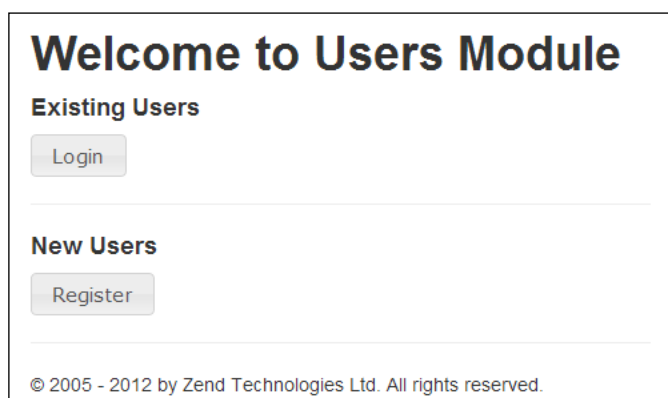 Welcome to Users Module
Existing Users
Login
New Users
Register
© 2005 - 2012 by Zend Technologies Ltd. All rights reserved.